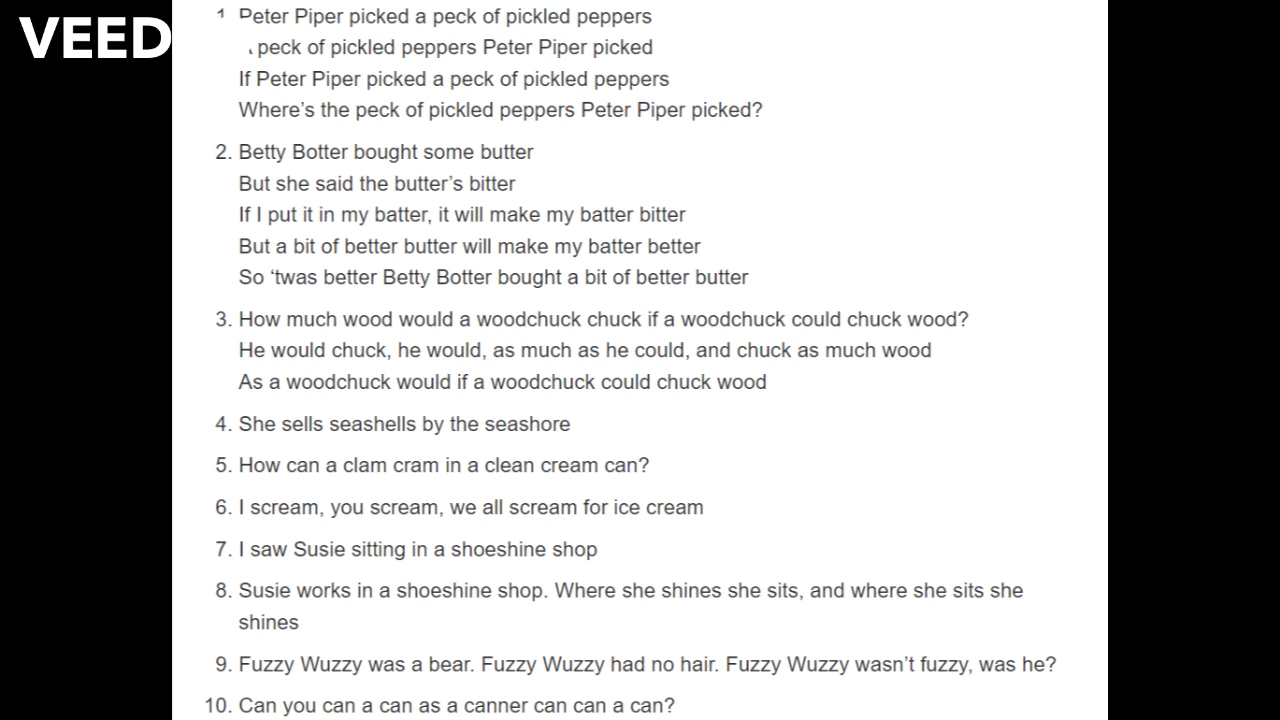 VEED
1 Peter Piper picked a peck of pickled peppers
peck of pickled peppers Peter Piper picked
If Peter Piper picked a peck of pickled peppers
Where’s the peck of pickled peppers Peter Piper picked?
2. Betty Botter bought some butter
But she said the butter’s bitter
If I put it in my batter, it will make my batter bitter
But a bit of better butter will make my batter better
So ‘twas better Betty Botter bought a bit of better butter
3. How much wood would a woodchuck chuck if a woodchuck could chuck wood?
He would chuck, he would, as much as he could, and chuck as much wood
As a woodchuck would if a woodchuck could chuck wood
4. She sells seashells by the seashore
5. How can a clam cram in a clean cream can?
6. I scream, you scream, we all scream for ice cream
7. I saw Susie sitting in a shoeshine shop
8. Susie works in a shoeshine shop. Where she shines she sits, and where she sits she
shines
9. Fuzzy Wuzzy was a bear. Fuzzy Wuzzy had no hair. Fuzzy Wuzzy wasn’t fuzzy, was he?
10. Can you can a can as a canner can can a can?